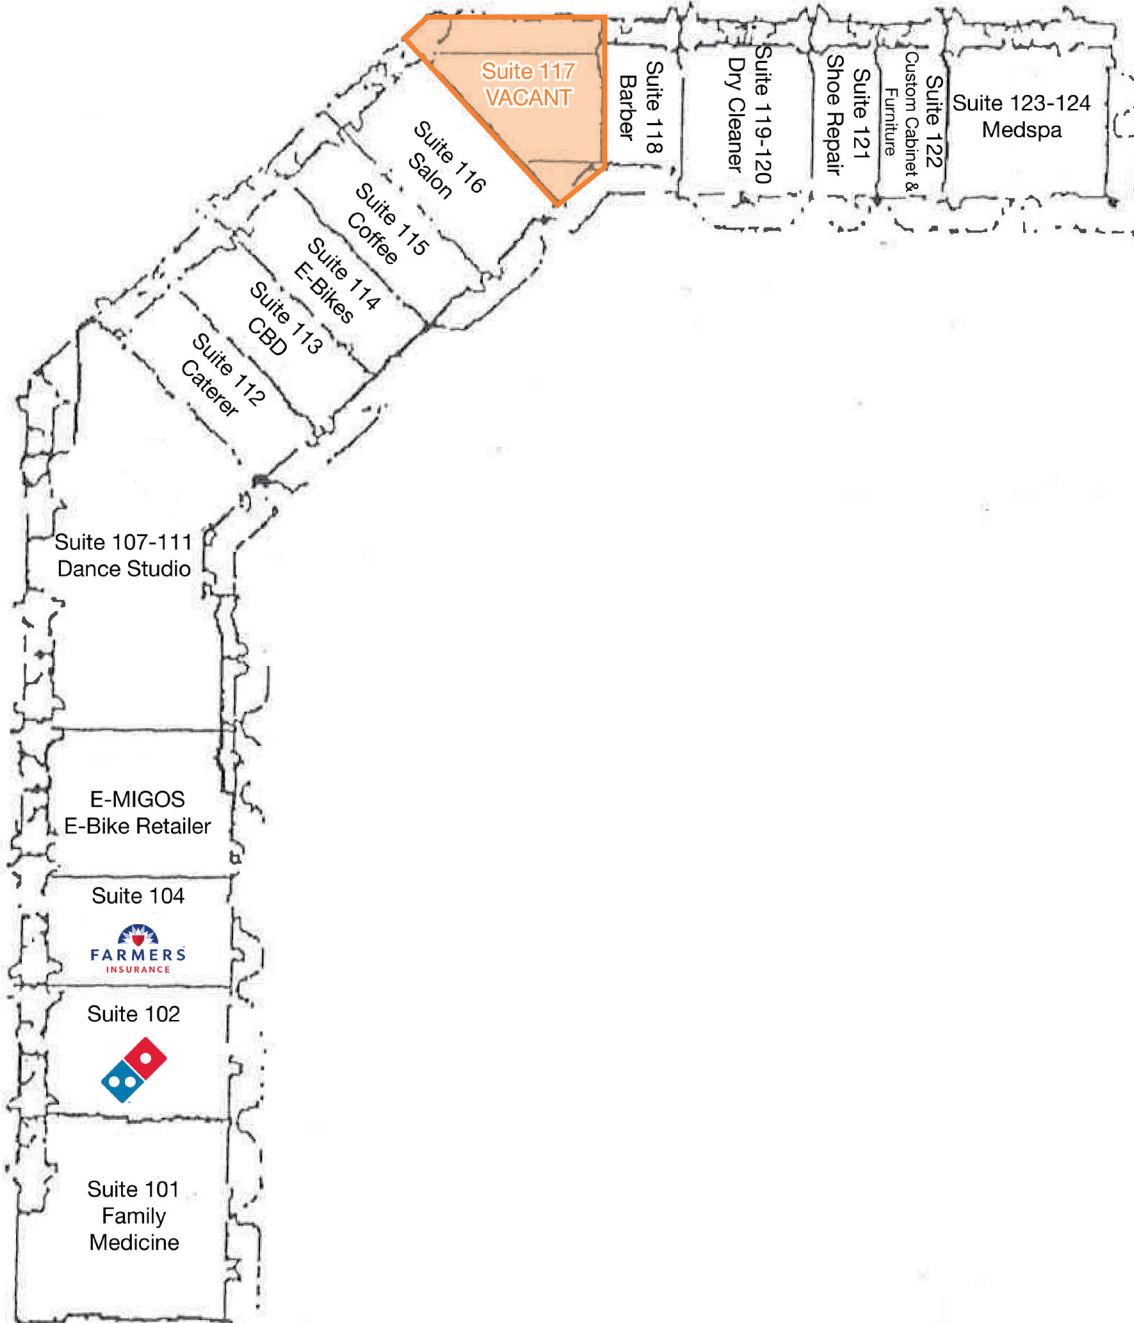 Suite 117
VACANT
Suite 118
Barber
Suite 119-120
Dry Cleaner
Suite 121
Shoe Repair
Suite 122
Custom Cabinet &
Furniture
Suite 123-124
Medspa
Suite 116
Salon
Suite 115
Coffee
Suite 114
E-Bikes
Suite 113
CBD
Suite 112
Caterer
Suite 107-111
Dance Studio
E-MIGOS
E-Bike Retailer
Suite 104
FARMERS
INSURANCE
Suite 102
Suite 101
Family
Medicine